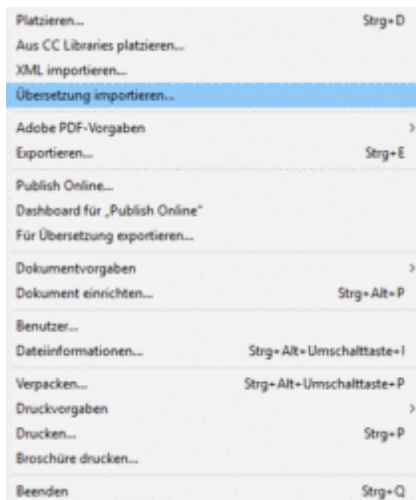 Platzieren... Strg+D
Aus CC Libraries platzieren...
XML importieren...
Übersetzung importieren...
Adobe PDF-Vorgaben >
Exportieren... Strg+E
Publish Online...
Dashboard für „Publish Online“
Für Übersetzung exportieren...
Dokumentvorgaben >
Dokument einrichten... Strg+Alt+P
Benutzer...
Dateiinformationen... Strg+Alt+Umschalttaste+I
Verpacken... Strg+Alt+Umschalttaste+P
Druckvorgaben >
Drucken... Strg+P
Broschüre drucken...
Beenden Strg+Q